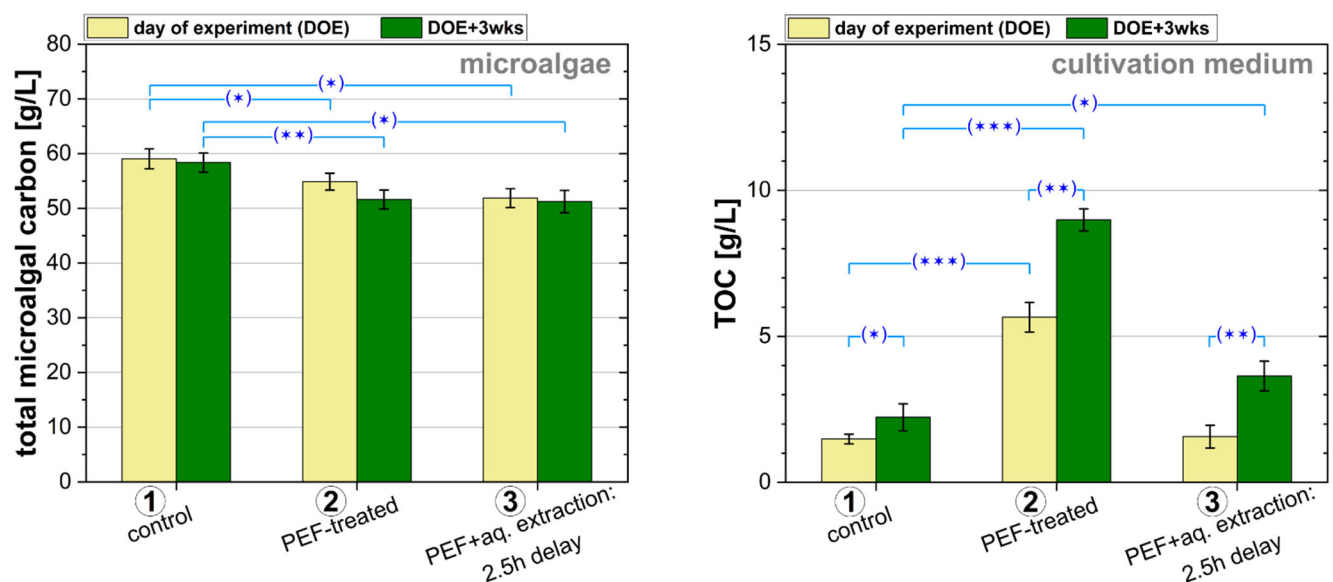 day of experiment (DOE) DOE+3wks
microalgae
total microalgal carbon [g/L]
80
70
60
50
40
30
20
10
0
(✶)
(✶)
(✶)
(✶✶)
1 2 3
control
PEF-treated
PEF+aq. extraction:
2.5h delay
day of experiment (DOE) DOE+3wks
cultivation medium
TOC [g/L]
15
10
5
0
(✶)
(✶✶✶)
(✶✶)
(✶✶✶)
(✶)
(✶✶)
1 2 3
control
PEF-treated
PEF+aq. extraction:
2.5h delay